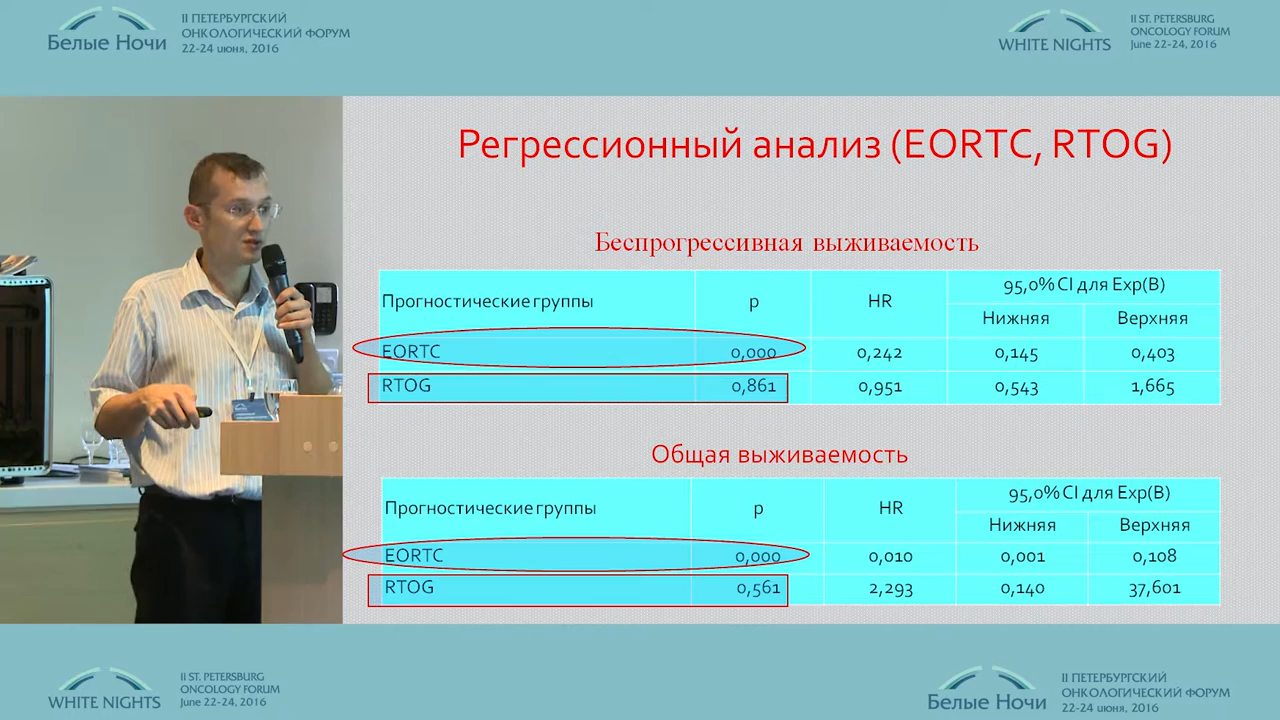 Белые Ночи
II ПЕТЕРБУРГСКИЙ
ОНКОЛОГИЧЕСКИЙ ФОРУМ
22-24 июня, 2016
WHITE NIGHTS
II ST. PETERSBURG
ONCOLOGY FORUM
June 22-24, 2016
Регрессионный анализ (EORTC, RTOG)
Беспрогрессивная выживаемость
Прогностические группы p HR 95,0% CI для Exp(B)
Нижняя Верхняя
EORTC 0,000 0,242 0,145 0,403
RTOG 0,861 0,951 0,543 1,665
Общая выживаемость
Прогностические группы p HR 95,0% CI для Exp(B)
Нижняя Верхняя
EORTC 0,000 0,010 0,001 0,108
RTOG 0,561 2,293 0,140 37,601
WHITE NIGHTS
II ST. PETERSBURG
ONCOLOGY FORUM
June 22-24, 2016
Белые Ночи
II ПЕТЕРБУРГСКИЙ
ОНКОЛОГИЧЕСКИЙ ФОРУМ
22-24 июня, 2016